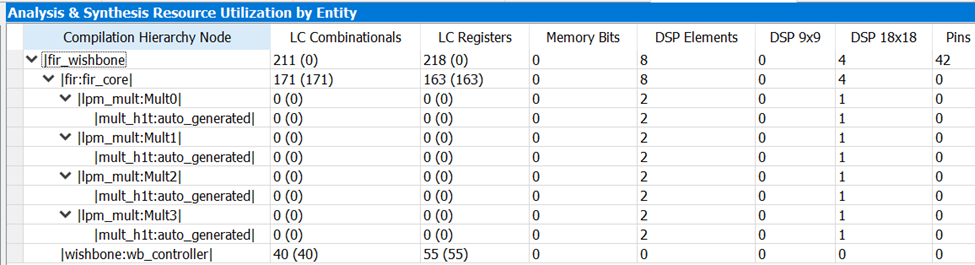 Analysis & Synthesis Resource Utilization by Entity
Compilation Hierarchy Node LC Combinationals LC Registers Memory Bits DSP Elements DSP 9x9 DSP 18x18 Pins
|fir_wishbone 211 (0) 218 (0) 0 8 0 4 42
|fir:fir_core| 171 (171) 163 (163) 0 8 0 4 0
|lpm_mult:Mult0| 0 (0) 0 (0) 0 2 0 1 0
|mult_h1t:auto_generated| 0 (0) 0 (0) 0 2 0 1 0
|lpm_mult:Mult1| 0 (0) 0 (0) 0 2 0 1 0
|mult_h1t:auto_generated| 0 (0) 0 (0) 0 2 0 1 0
|lpm_mult:Mult2| 0 (0) 0 (0) 0 2 0 1 0
|mult_h1t:auto_generated| 0 (0) 0 (0) 0 2 0 1 0
|lpm_mult:Mult3| 0 (0) 0 (0) 0 2 0 1 0
|mult_h1t:auto_generated| 0 (0) 0 (0) 0 2 0 1 0
|wishbone:wb_controller| 40 (40) 55 (55) 0 0 0 0 0